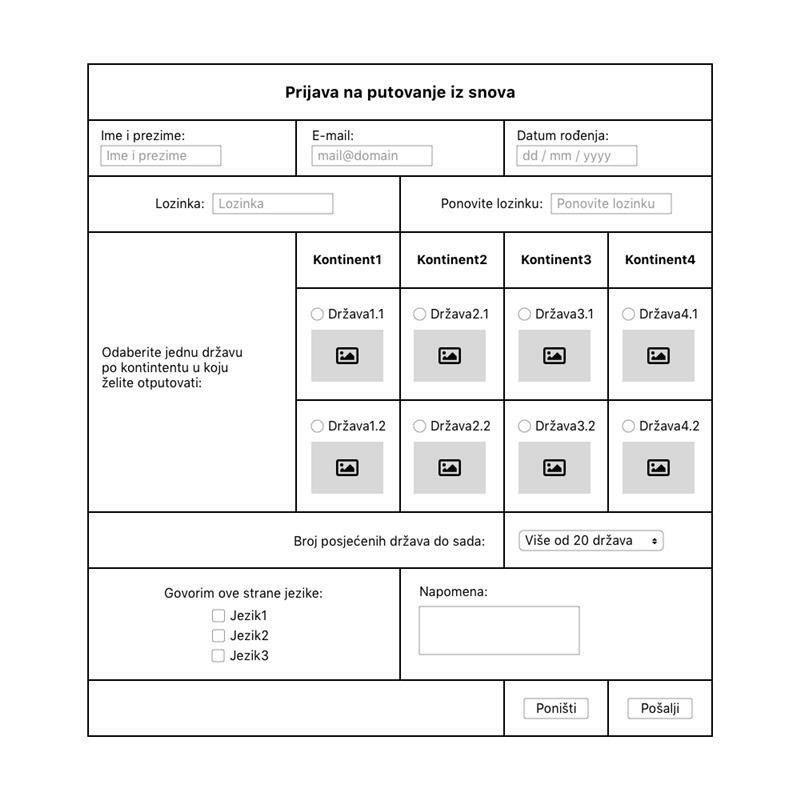 Prijava na putovanje iz snova
Ime i prezime:
Ime i prezime
E-mail:
mail@domain
Datum rođenja:
dd / mm / yyyy
Lozinka:
Lozinka
Ponovite lozinku:
Ponovite lozinku
Kontinent1
Kontinent2
Kontinent3
Kontinent4
Odaberite jednu državu
po kontintentu u koju
želite otputovati:
Država1.1
Država2.1
Država3.1
Država4.1
Država1.2
Država2.2
Država3.2
Država4.2
Broj posjećenih država do sada:
Više od 20 država
Govorim ove strane jezike:
Jezik1
Jezik2
Jezik3
Napomena:
Poništi
Pošalji